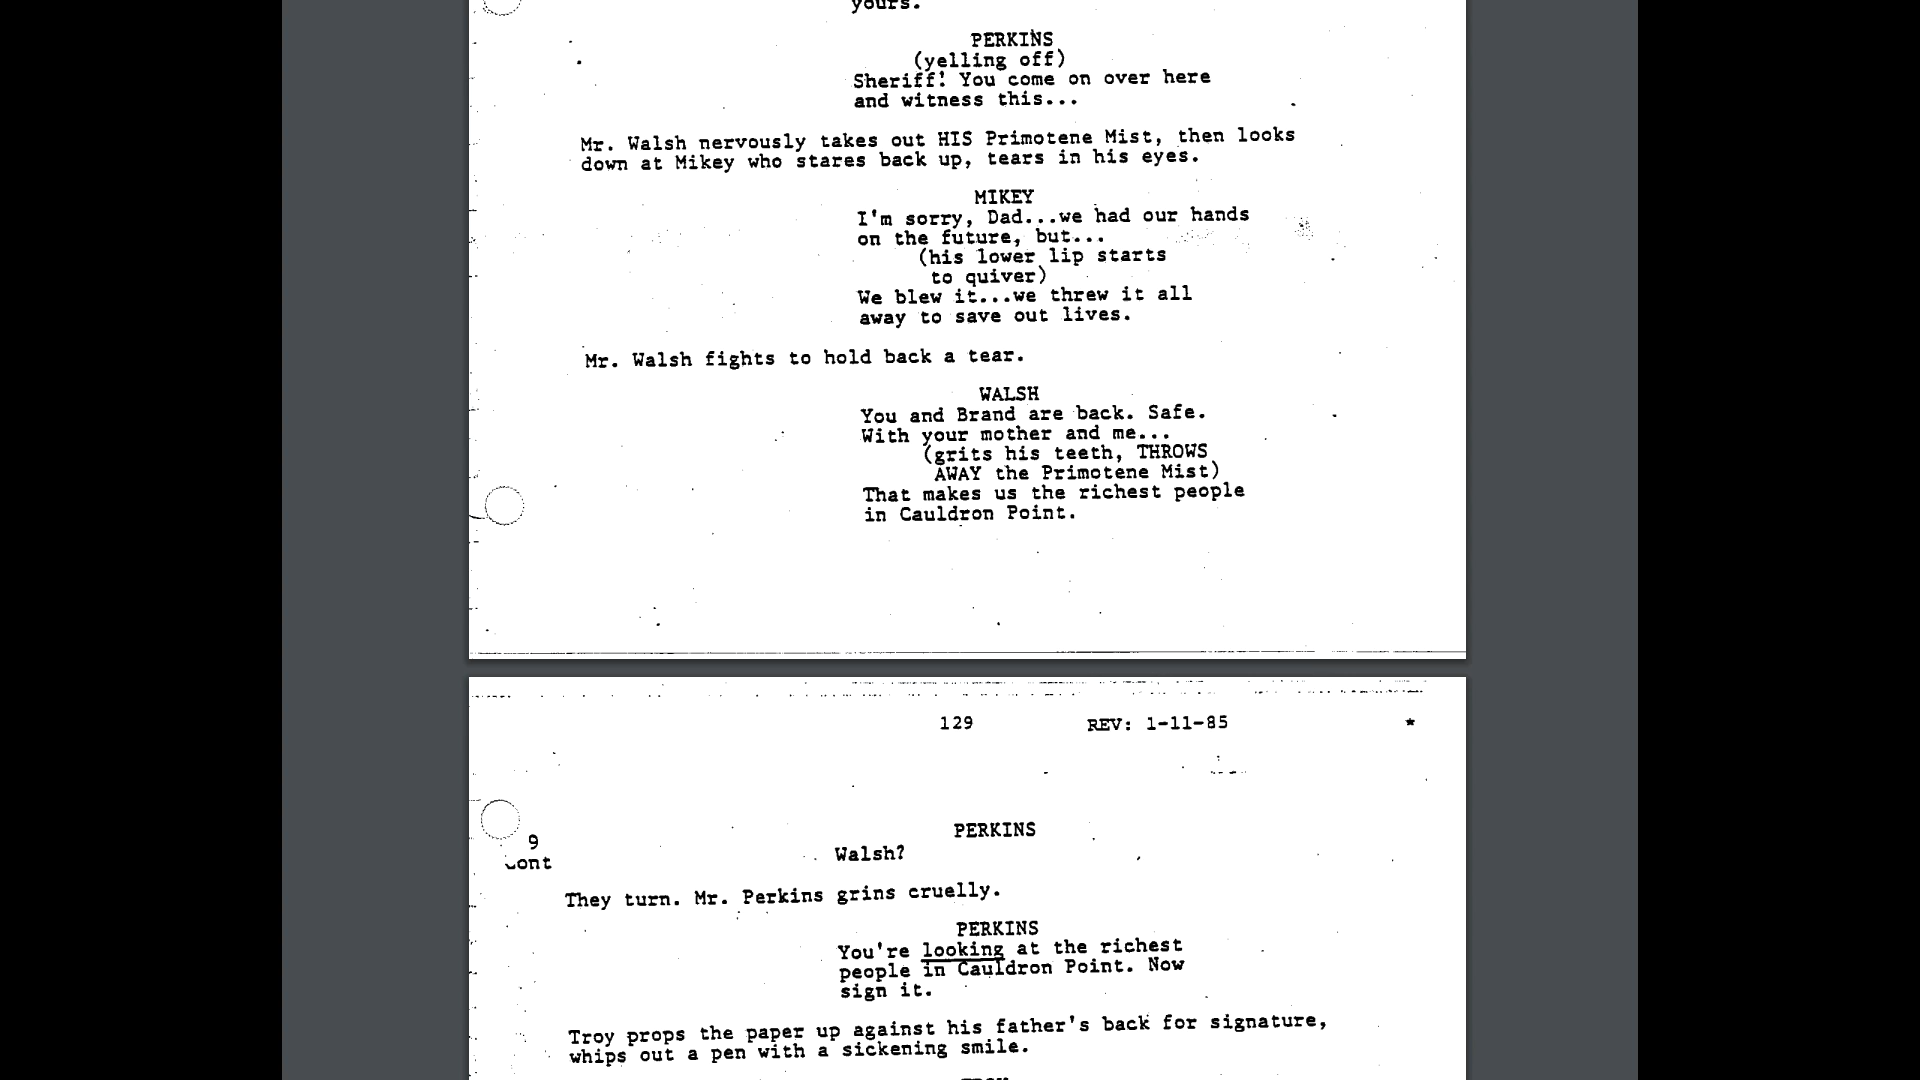 yours.
PERKINS
(yelling off)
Sheriff! You come on over here
and witness this...
Mr. Walsh nervously takes out HIS Primotene Mist, then looks
down at Mikey who stares back up, tears in his eyes.
MIKEY
I'm sorry, Dad...we had our hands
on the future, but...
(his lower lip starts
to quiver)
We blew it...we threw it all
away to save out lives.
Mr. Walsh fights to hold back a tear.
WALSH
You and Brand are back. Safe.
With your mother and me...
(grits his teeth, THROWS
AWAY the Primotene Mist)
That makes us the richest people
in Cauldron Point.
129 REV: 1-11-85 *
PERKINS
9
ont
Walsh?
They turn. Mr. Perkins grins cruelly.
PERKINS
You're looking at the richest
people in Cauldron Point. Now
sign it.
Troy props the paper up against his father's back for signature,
whips out a pen with a sickening smile.